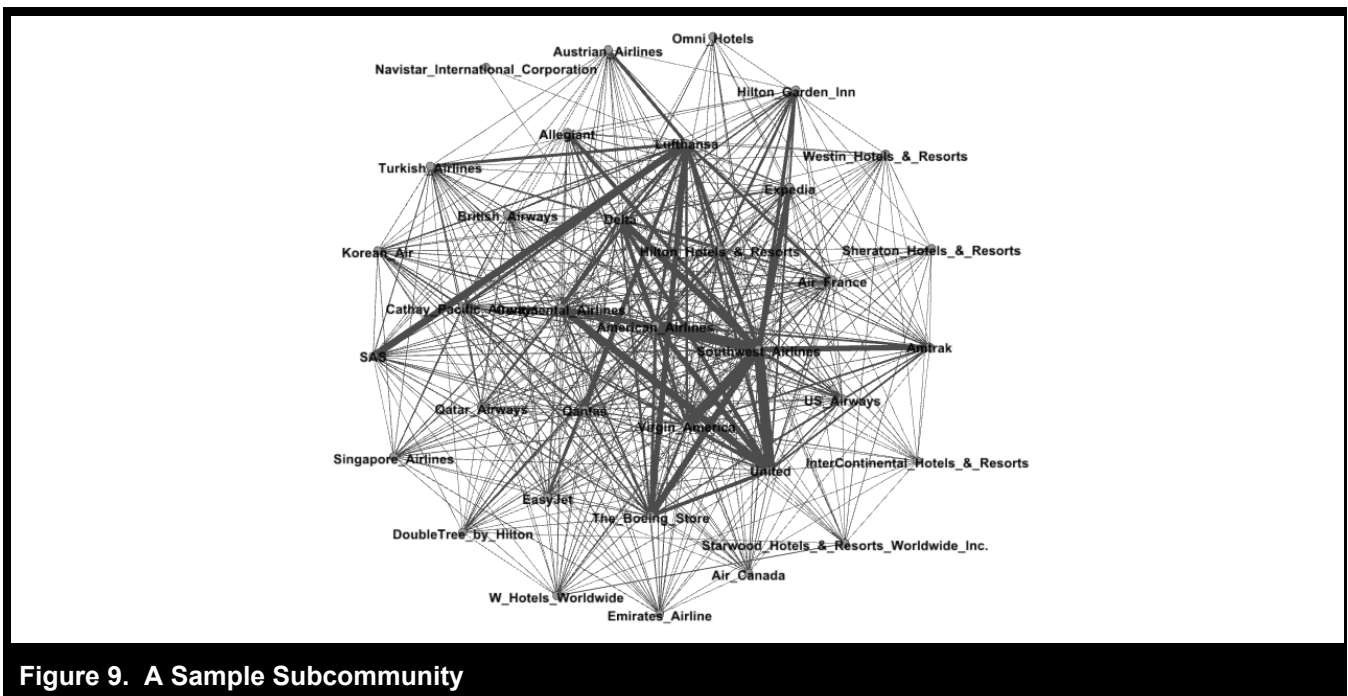 Omni_Hotels
Austrian_Airlines
Navistar_International_Corporation
Hilton_Garden_Inn
Allegiant
Lufthansa
Westin_Hotels_&_Resorts
Turkish_Airlines
Expedia
British_Airways
Delta
Korean_Air
Hilton_Hotels_&_Resorts
Sheraton_Hotels_&_Resorts
Air_France
Cathay_Pacific_Airways
Continental_Airlines
American_Airlines
Southwest_Airlines
Amtrak
SAS
US_Airways
Qatar_Airways
Qantas
Virgin_America
Singapore_Airlines
United
InterContinental_Hotels_&_Resorts
EasyJet
The_Boeing_Store
DoubleTree_by_Hilton
Starwood_Hotels_&_Resorts_Worldwide_Inc.
Air_Canada
W_Hotels_Worldwide
Emirates_Airline
Figure 9. A Sample Subcommunity